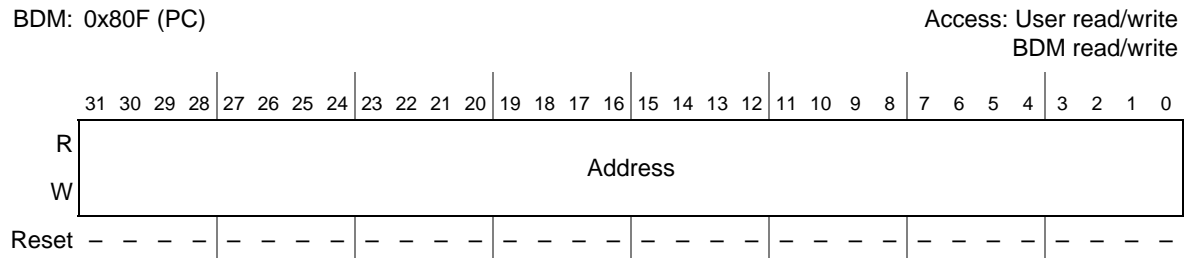 BDM: 0x80F (PC) Access: User read/write
BDM read/write
31 30 29 28 27 26 25 24 23 22 21 20 19 18 17 16 15 14 13 12 11 10 9 8 7 6 5 4 3 2 1 0
R
Address
W
Reset – – – – – – – – – – – – – – – – – – – – – – – – – – – – – – – –